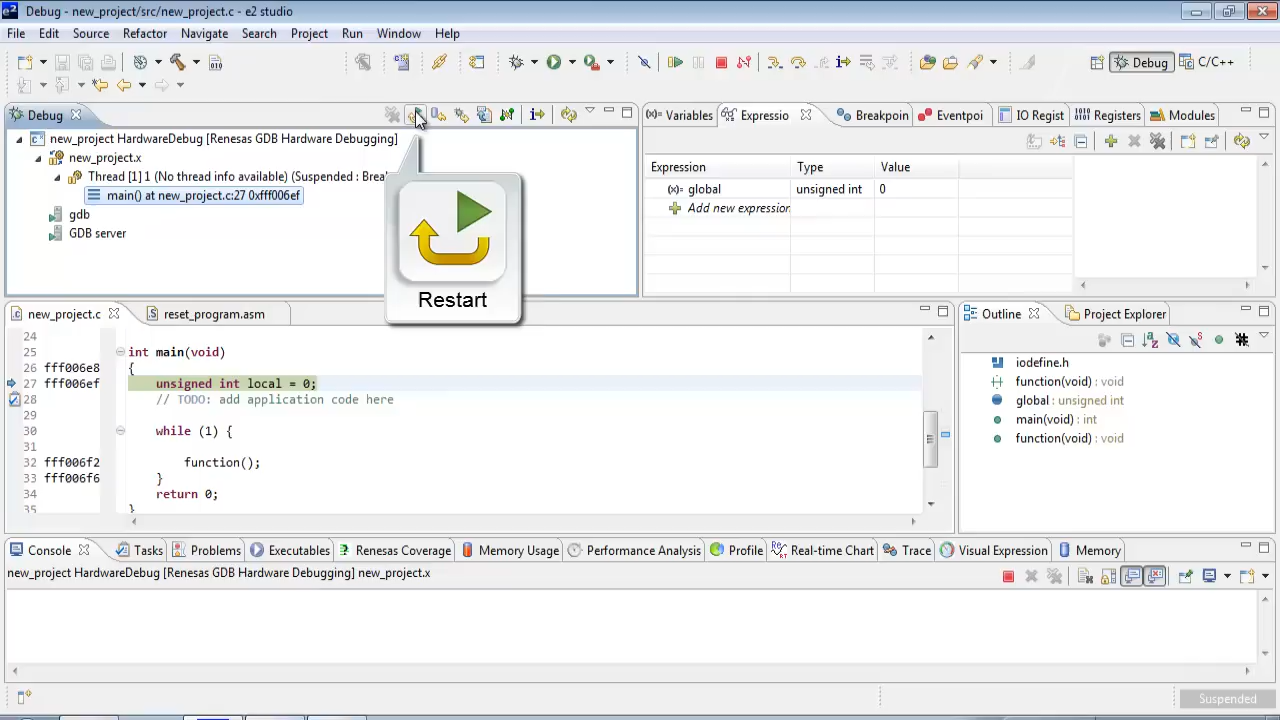 Debug - new_project/src/new_project.c - e2 studio
File Edit Source Refactor Navigate Search Project Run Window Help
Debug C/C++
Debug
Variables Expressio Breakpoin Eventpoi IO Regist Registers Modules
new_project HardwareDebug [Renesas GDB Hardware Debugging]
new_project.x
Thread [1] 1 (No thread info available) (Suspended : Brea
main() at new_project.c:27 0xfff006ef
gdb
GDB server
Restart
Expression Type Value
(x)= global unsigned int 0
Add new expression
new_project.c reset_program.asm
24
25 int main(void)
26 fff006e8 {
27 fff006ef unsigned int local = 0;
28 // TODO: add application code here
29
30 while (1) {
31
32 fff006f2 function();
33 fff006f6 }
34 return 0;
35 }
Outline Project Explorer
iodefine.h
function(void) : void
global : unsigned int
main(void) : int
function(void) : void
Console Tasks Problems Executables Renesas Coverage Memory Usage Performance Analysis Profile Real-time Chart Trace Visual Expression Memory
new_project HardwareDebug [Renesas GDB Hardware Debugging] new_project.x
Suspended